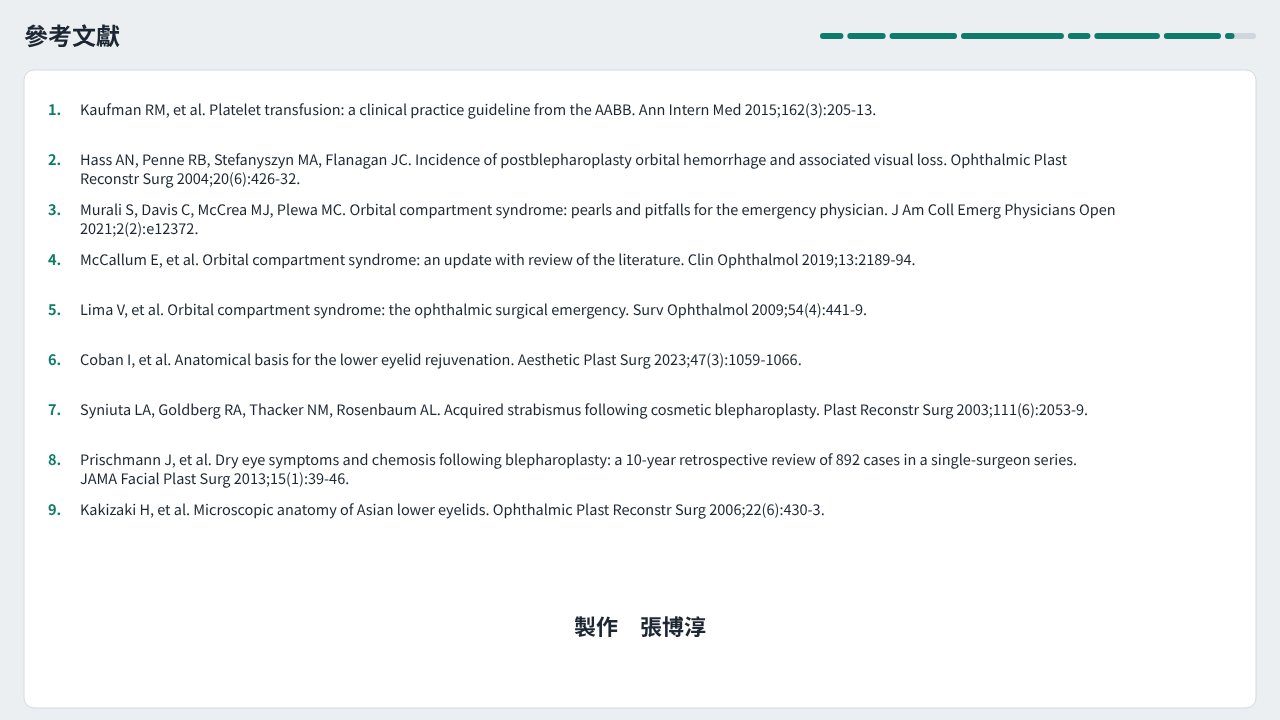 參考文獻
1. Kaufman RM, et al. Platelet transfusion: a clinical practice guideline from the AABB. Ann Intern Med 2015;162(3):205-13.
2. Hass AN, Penne RB, Stefanyszyn MA, Flanagan JC. Incidence of postblepharoplasty orbital hemorrhage and associated visual loss. Ophthalmic Plast
Reconstr Surg 2004;20(6):426-32.
3. Murali S, Davis C, McCrea MJ, Plewa MC. Orbital compartment syndrome: pearls and pitfalls for the emergency physician. J Am Coll Emerg Physicians Open
2021;2(2):e12372.
4. McCallum E, et al. Orbital compartment syndrome: an update with review of the literature. Clin Ophthalmol 2019;13:2189-94.
5. Lima V, et al. Orbital compartment syndrome: the ophthalmic surgical emergency. Surv Ophthalmol 2009;54(4):441-9.
6. Coban I, et al. Anatomical basis for the lower eyelid rejuvenation. Aesthetic Plast Surg 2023;47(3):1059-1066.
7. Syniuta LA, Goldberg RA, Thacker NM, Rosenbaum AL. Acquired strabismus following cosmetic blepharoplasty. Plast Reconstr Surg 2003;111(6):2053-9.
8. Prischmann J, et al. Dry eye symptoms and chemosis following blepharoplasty: a 10-year retrospective review of 892 cases in a single-surgeon series.
JAMA Facial Plast Surg 2013;15(1):39-46.
9. Kakizaki H, et al. Microscopic anatomy of Asian lower eyelids. Ophthalmic Plast Reconstr Surg 2006;22(6):430-3.
製作　張博淳